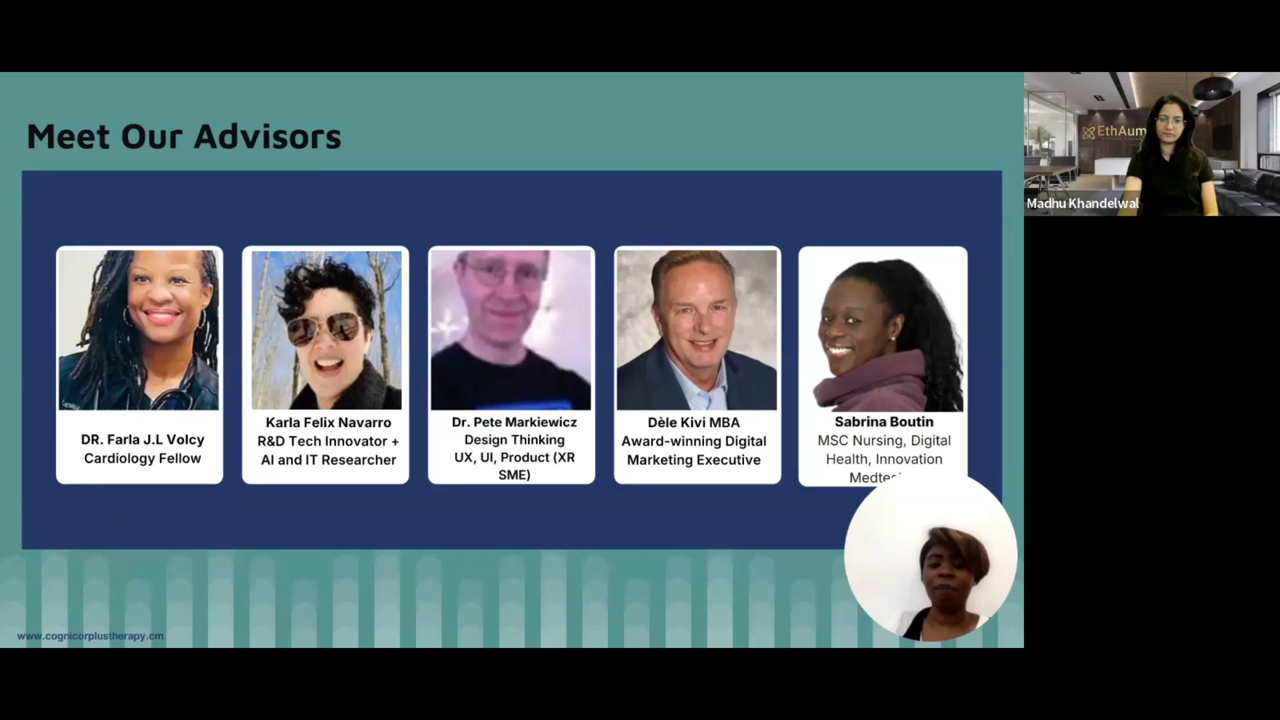 Meet Our Advisors
EthAum
Madhu Khandelwal
DR. Farla J.L Volcy
Cardiology Fellow
Karla Felix Navarro
R&D Tech Innovator +
AI and IT Researcher
Dr. Pete Markiewicz
Design Thinking
UX, UI, Product (XR
SME)
Dèle Kivi MBA
Award-winning Digital
Marketing Executive
Sabrina Boutin
MSC Nursing, Digital
Health, Innovation
www.cognicorplustherapy.cm